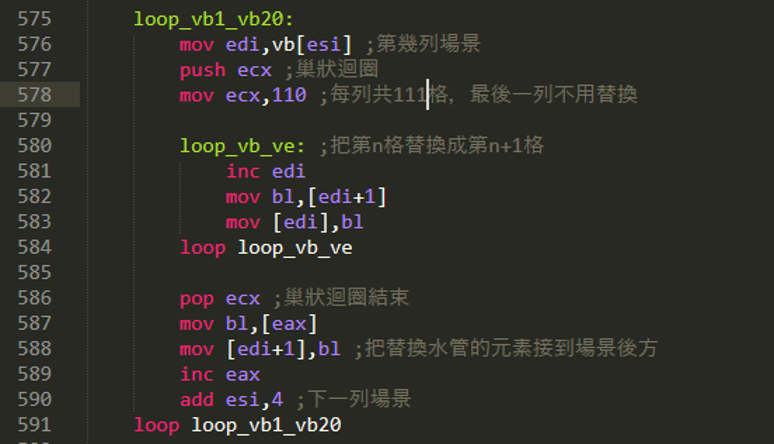 575 loop_vb1_vb20:
576 mov edi,vb[esi] ;第幾列場景
577 push ecx ;巢狀迴圈
578 mov ecx,110 ;每列共111格，最後一列不用替換
579
580 loop_vb_ve: ;把第n格替換成第n+1格
581 inc edi
582 mov bl,[edi+1]
583 mov [edi],bl
584 loop loop_vb_ve
585
586 pop ecx ;巢狀迴圈結束
587 mov bl,[eax]
588 mov [edi+1],bl ;把替換水管的元素接到場景後方
589 inc eax
590 add esi,4 ;下一列場景
591 loop loop_vb1_vb20